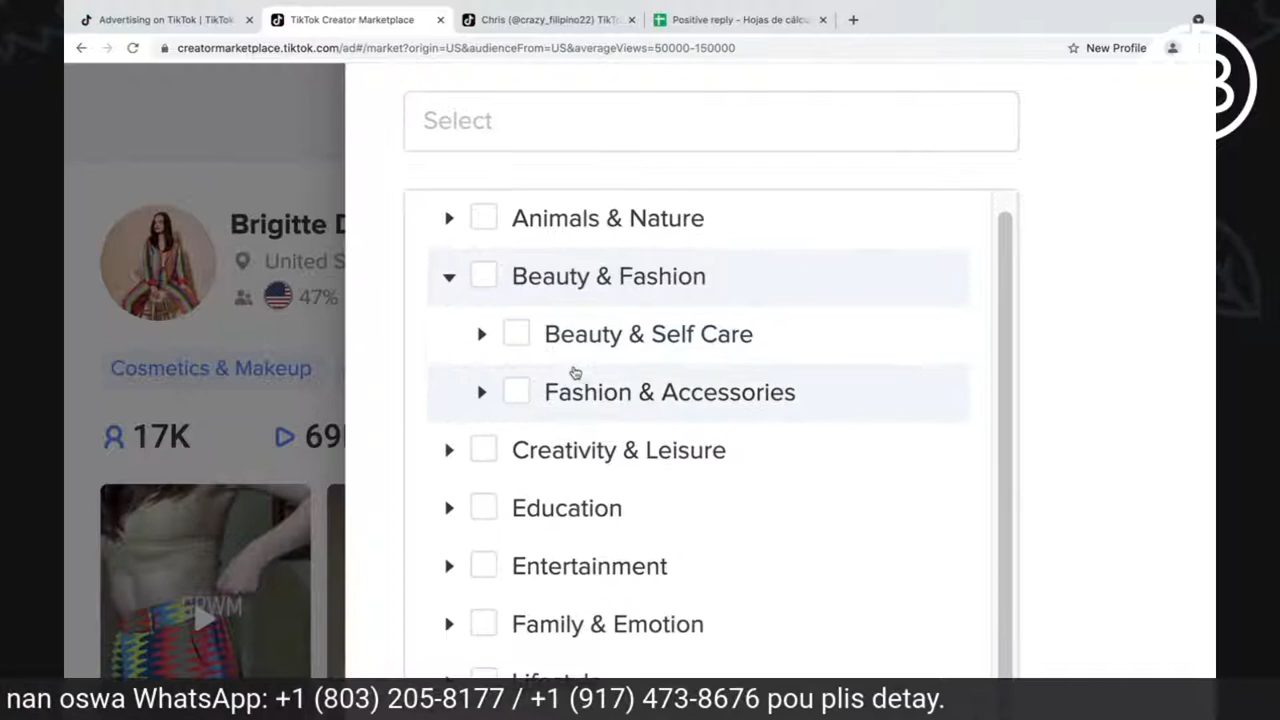 Advertising on TikTok | TikTok
TikTok Creator Marketplace
Chris (@crazy_filipino22) TikT
Positive reply - Hojas de cálcu
creatormarketplace.tiktok.com/ad#/market?origin=US&audienceFrom=US&averageViews=50000-150000
New Profile
Select
Animals & Nature
Brigitte D
United S
47%
Beauty & Fashion
Beauty & Self Care
Cosmetics & Makeup
Fashion & Accessories
17K
69
Creativity & Leisure
Education
Entertainment
GRWM
Family & Emotion
Lifestyle
nan oswa WhatsApp: +1 (803) 205-8177 / +1 (917) 473-8676 pou plis detay.